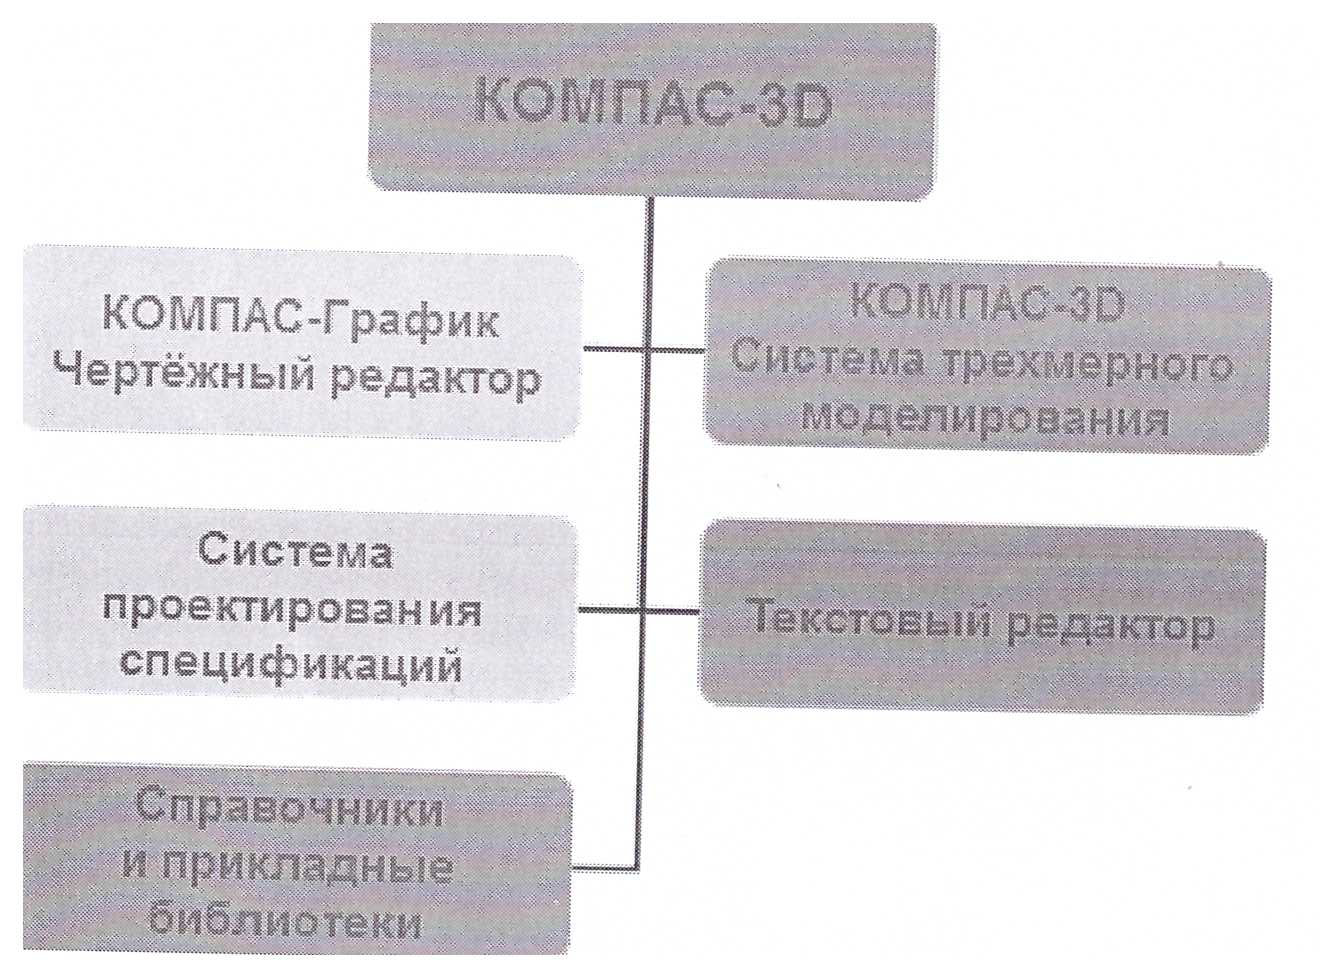 КОМПАС-3D
КОМПАС-График
Чертёжный редактор
КОМПАС-3D
Система трехмерного
моделирования
Система
проектирования
спецификаций
Текстовый редактор
Справочники
и прикладные
библиотеки